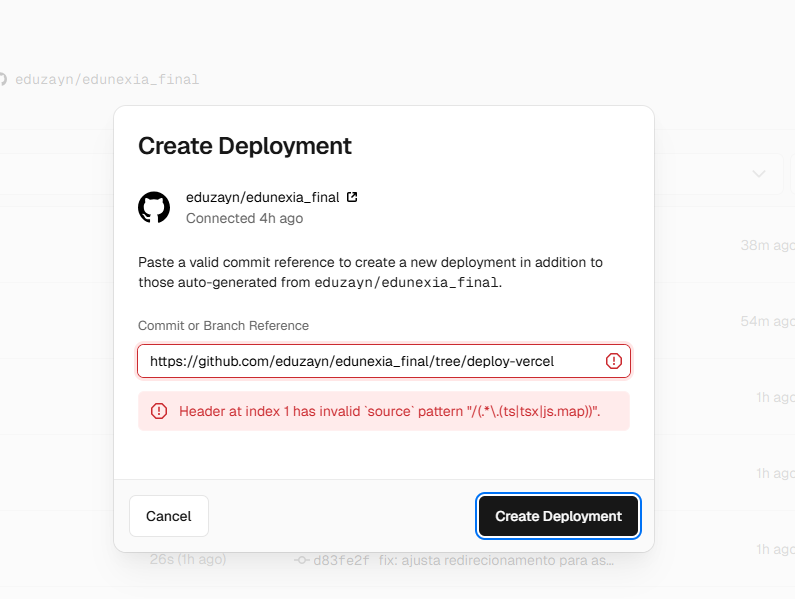 eduzayn/edunexia_final
Create Deployment
eduzayn/edunexia_final
Connected 4h ago
Paste a valid commit reference to create a new deployment in addition to
those auto-generated from eduzayn/edunexia_final.
Commit or Branch Reference
https://github.com/eduzayn/edunexia_final/tree/deploy-vercel
Header at index 1 has invalid `source` pattern "/(.*\.(ts|tsx|js.map))".
Cancel
Create Deployment
38m ago
54m ago
1h ago
1h ago
1h ago
26s (1h ago)
d83fe2f fix: ajusta redirecionamento para as...